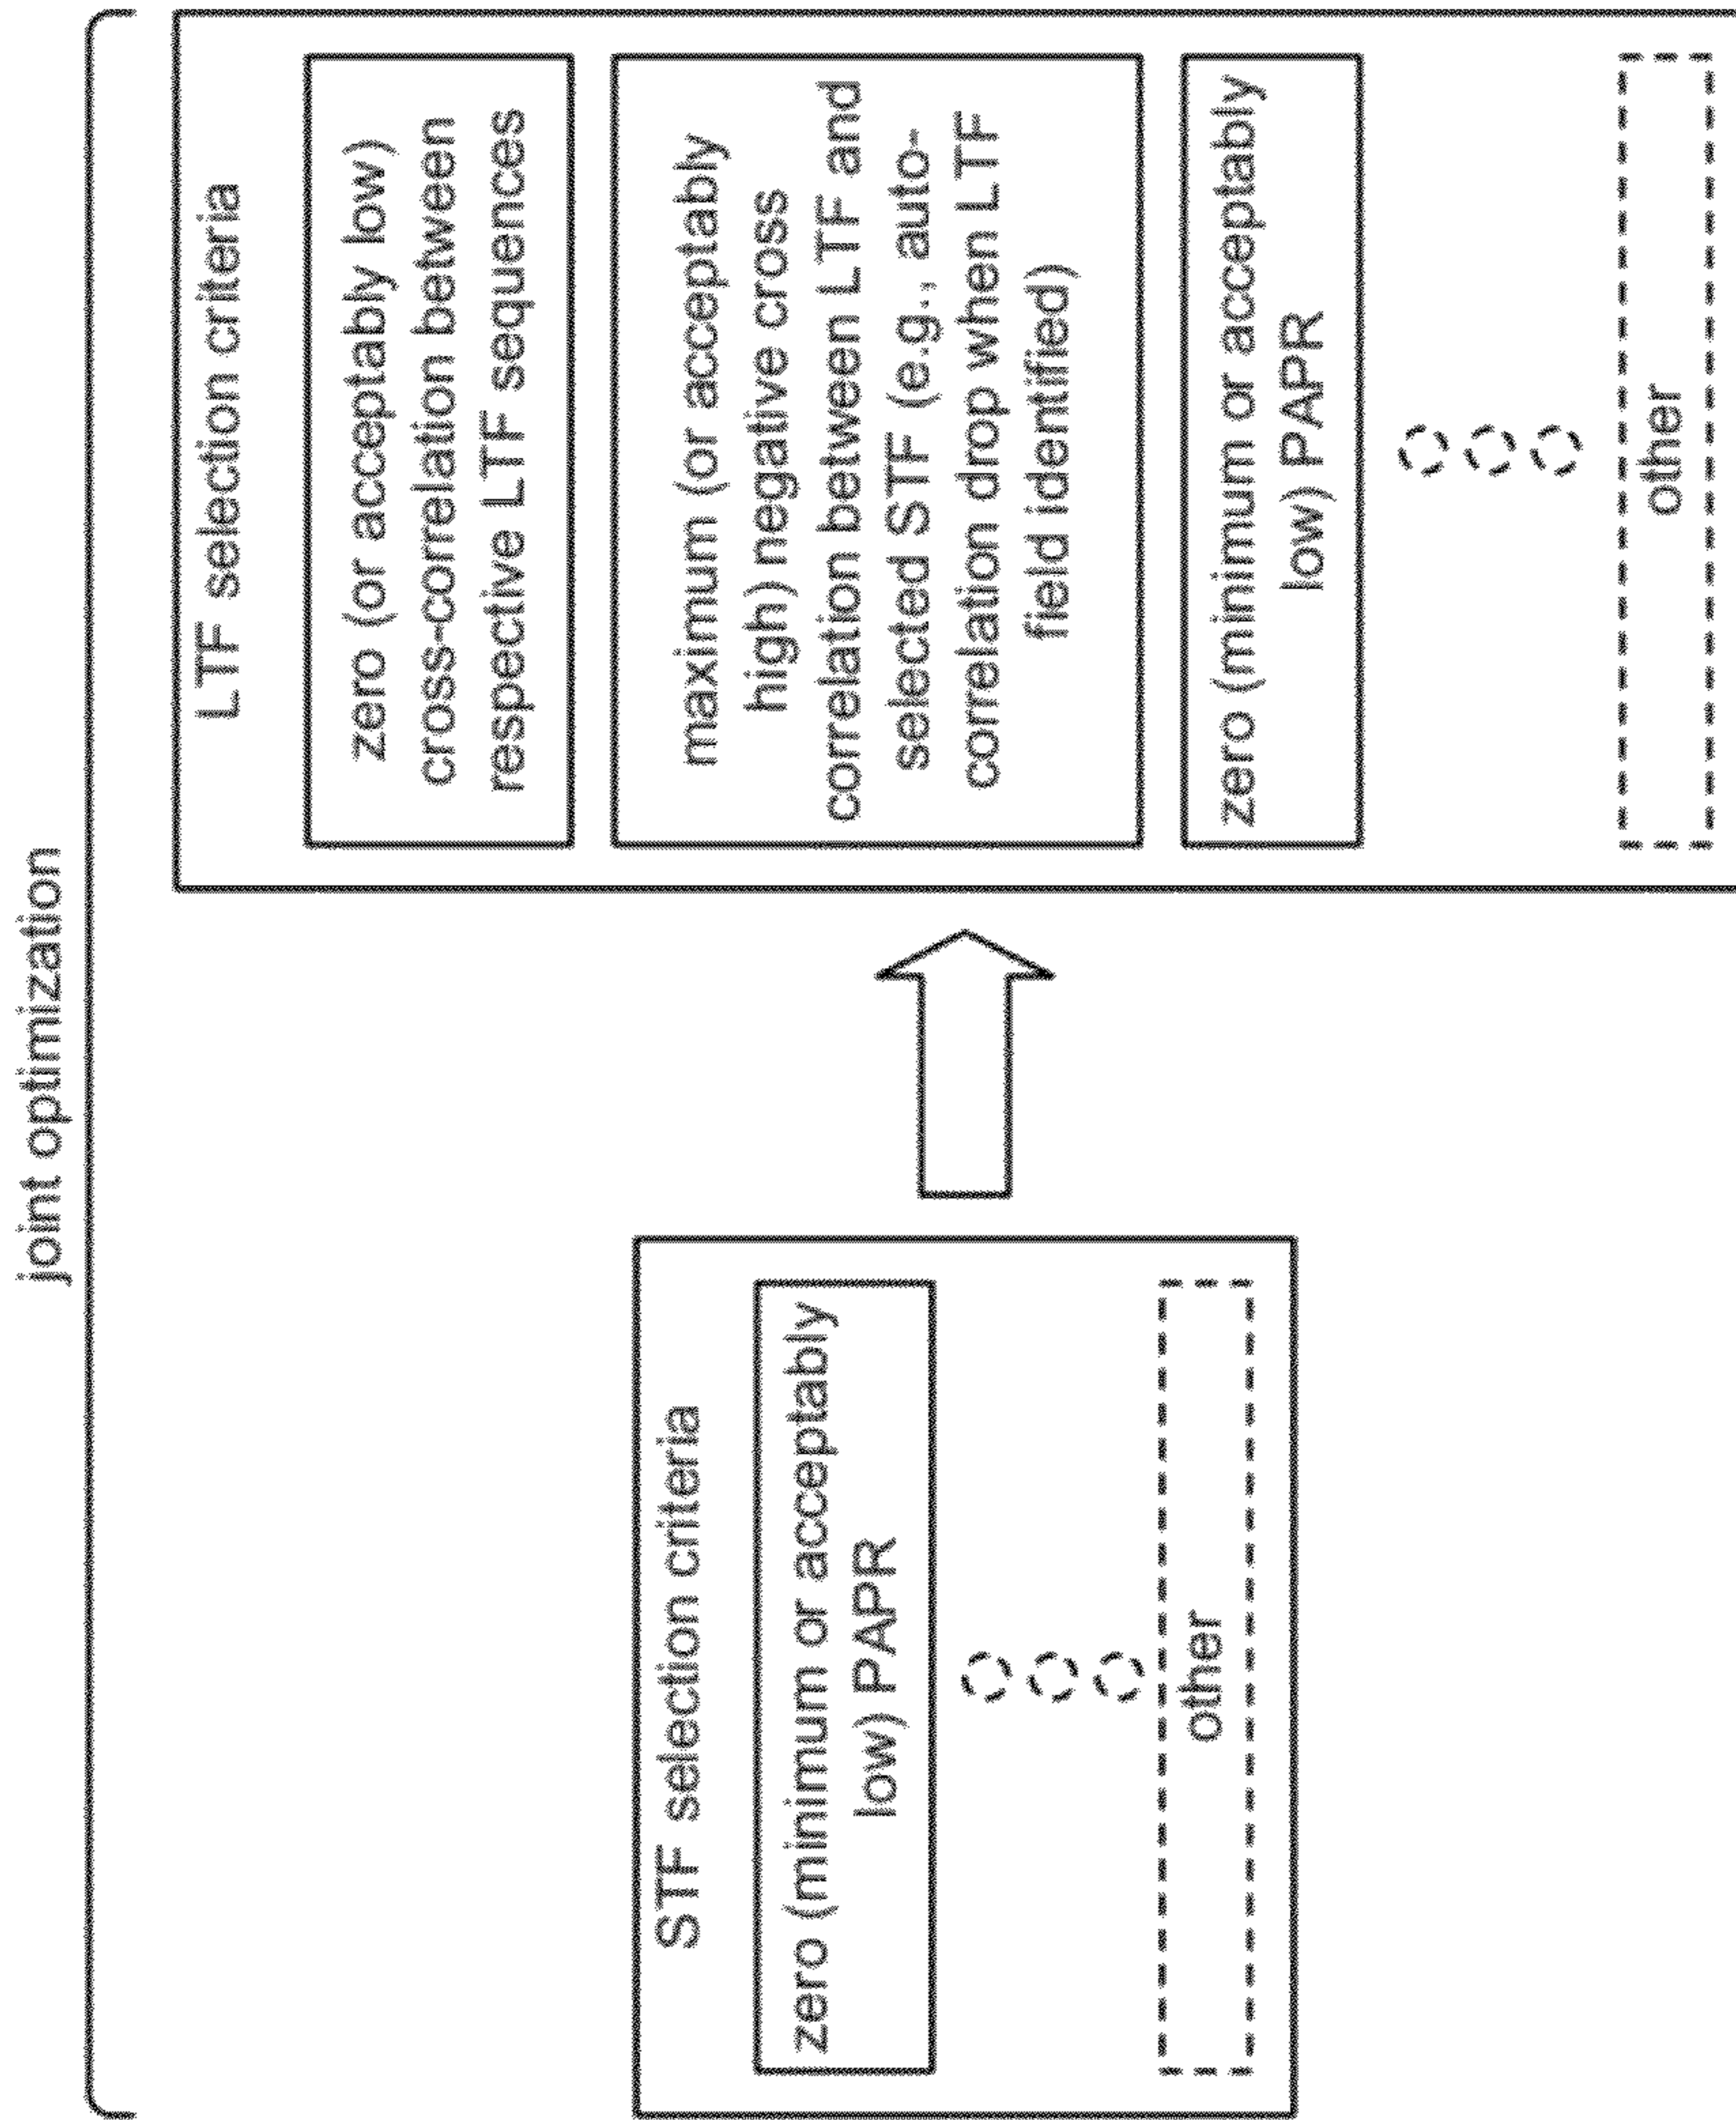 joint optimization
STF selection criteria
zero (minimum or acceptably
low) PAPR
other
LTF selection criteria
zero (or acceptable low)
cross-correlation between
respective LTF sequences
maximum (or acceptably
high) negative cross
correlation between LTF and
selected STF (e.g., auto-
correlation drop when LTF
field identified)
zero (minimum or acceptably
low) PAPR
other